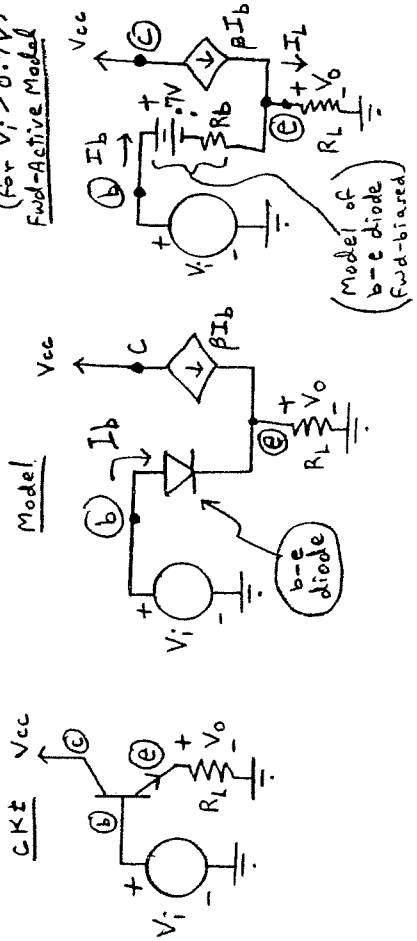 CKt
Vcc
ⓒ
ⓑ
ⓔ
+
Vi
-
+
Vo
-
RL
Model
Vcc
C
Ib
ⓑ
βIb
+
Vi
-
ⓔ
+
Vo
-
RL
b-e
diode
(for Vi > 0.7V)
Fwd-Active Model
Vcc
ⓒ
Ib
ⓑ
βIb
+
.7V
Rb
IL
+
Vi
-
ⓔ
+
Vo
-
RL
(Model of
b-e diode
fwd-biased)